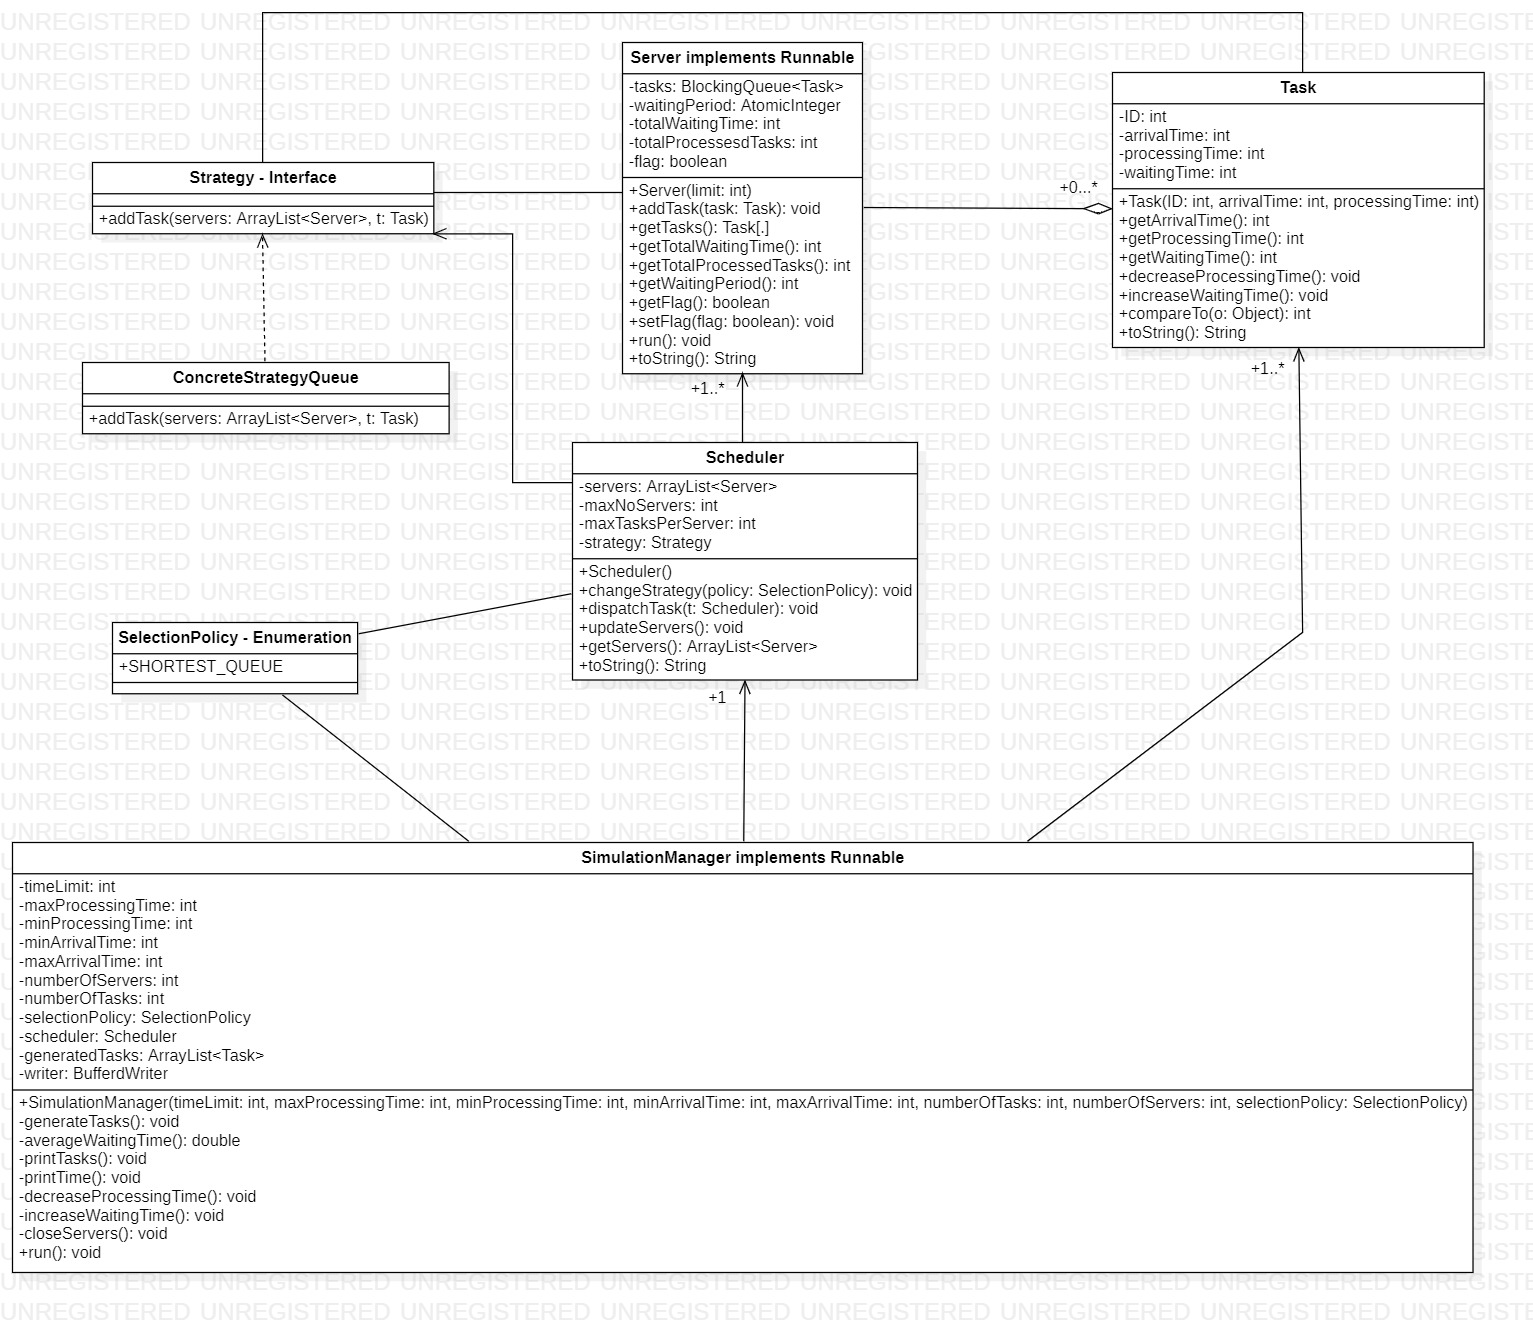 Server implements Runnable
-tasks: BlockingQueue<Task>
-waitingPeriod: AtomicInteger
-totalWaitingTime: int
-totalProcessesdTasks: int
-flag: boolean
+Server(limit: int)
+addTask(task: Task): void
+getTasks(): Task[.]
+getTotalWaitingTime(): int
+getTotalProcessedTasks(): int
+getWaitingPeriod(): int
+getFlag(): boolean
+setFlag(flag: boolean): void
+run(): void
+toString(): String
Task
-ID: int
-arrivalTime: int
-processingTime: int
-waitingTime: int
+Task(ID: int, arrivalTime: int, processingTime: int)
+getArrivalTime(): int
+getProcessingTime(): int
+getWaitingTime(): int
+decreaseProcessingTime(): void
+increaseWaitingTime(): void
+compareTo(o: Object): int
+toString(): String
+0...*
+1..*
+1..*
Strategy - Interface
+addTask(servers: ArrayList<Server>, t: Task)
ConcreteStrategyQueue
+addTask(servers: ArrayList<Server>, t: Task)
Scheduler
-servers: ArrayList<Server>
-maxNoServers: int
-maxTasksPerServer: int
-strategy: Strategy
+Scheduler()
+changeStrategy(policy: SelectionPolicy): void
+dispatchTask(t: Scheduler): void
+updateServers(): void
+getServers(): ArrayList<Server>
+toString(): String
SelectionPolicy - Enumeration
+SHORTEST_QUEUE
+1
SimulationManager implements Runnable
-timeLimit: int
-maxProcessingTime: int
-minProcessingTime: int
-minArrivalTime: int
-maxArrivalTime: int
-numberOfServers: int
-numberOfTasks: int
-selectionPolicy: SelectionPolicy
-scheduler: Scheduler
-generatedTasks: ArrayList<Task>
-writer: BufferdWriter
+SimulationManager(timeLimit: int, maxProcessingTime: int, minProcessingTime: int, minArrivalTime: int, maxArrivalTime: int, numberOfTasks: int, numberOfServers: int, selectionPolicy: SelectionPolicy)
-generateTasks(): void
-averageWaitingTime(): double
-printTasks(): void
-printTime(): void
-decreaseProcessingTime(): void
-increaseWaitingTime(): void
-closeServers(): void
+run(): void
UNREGISTERED